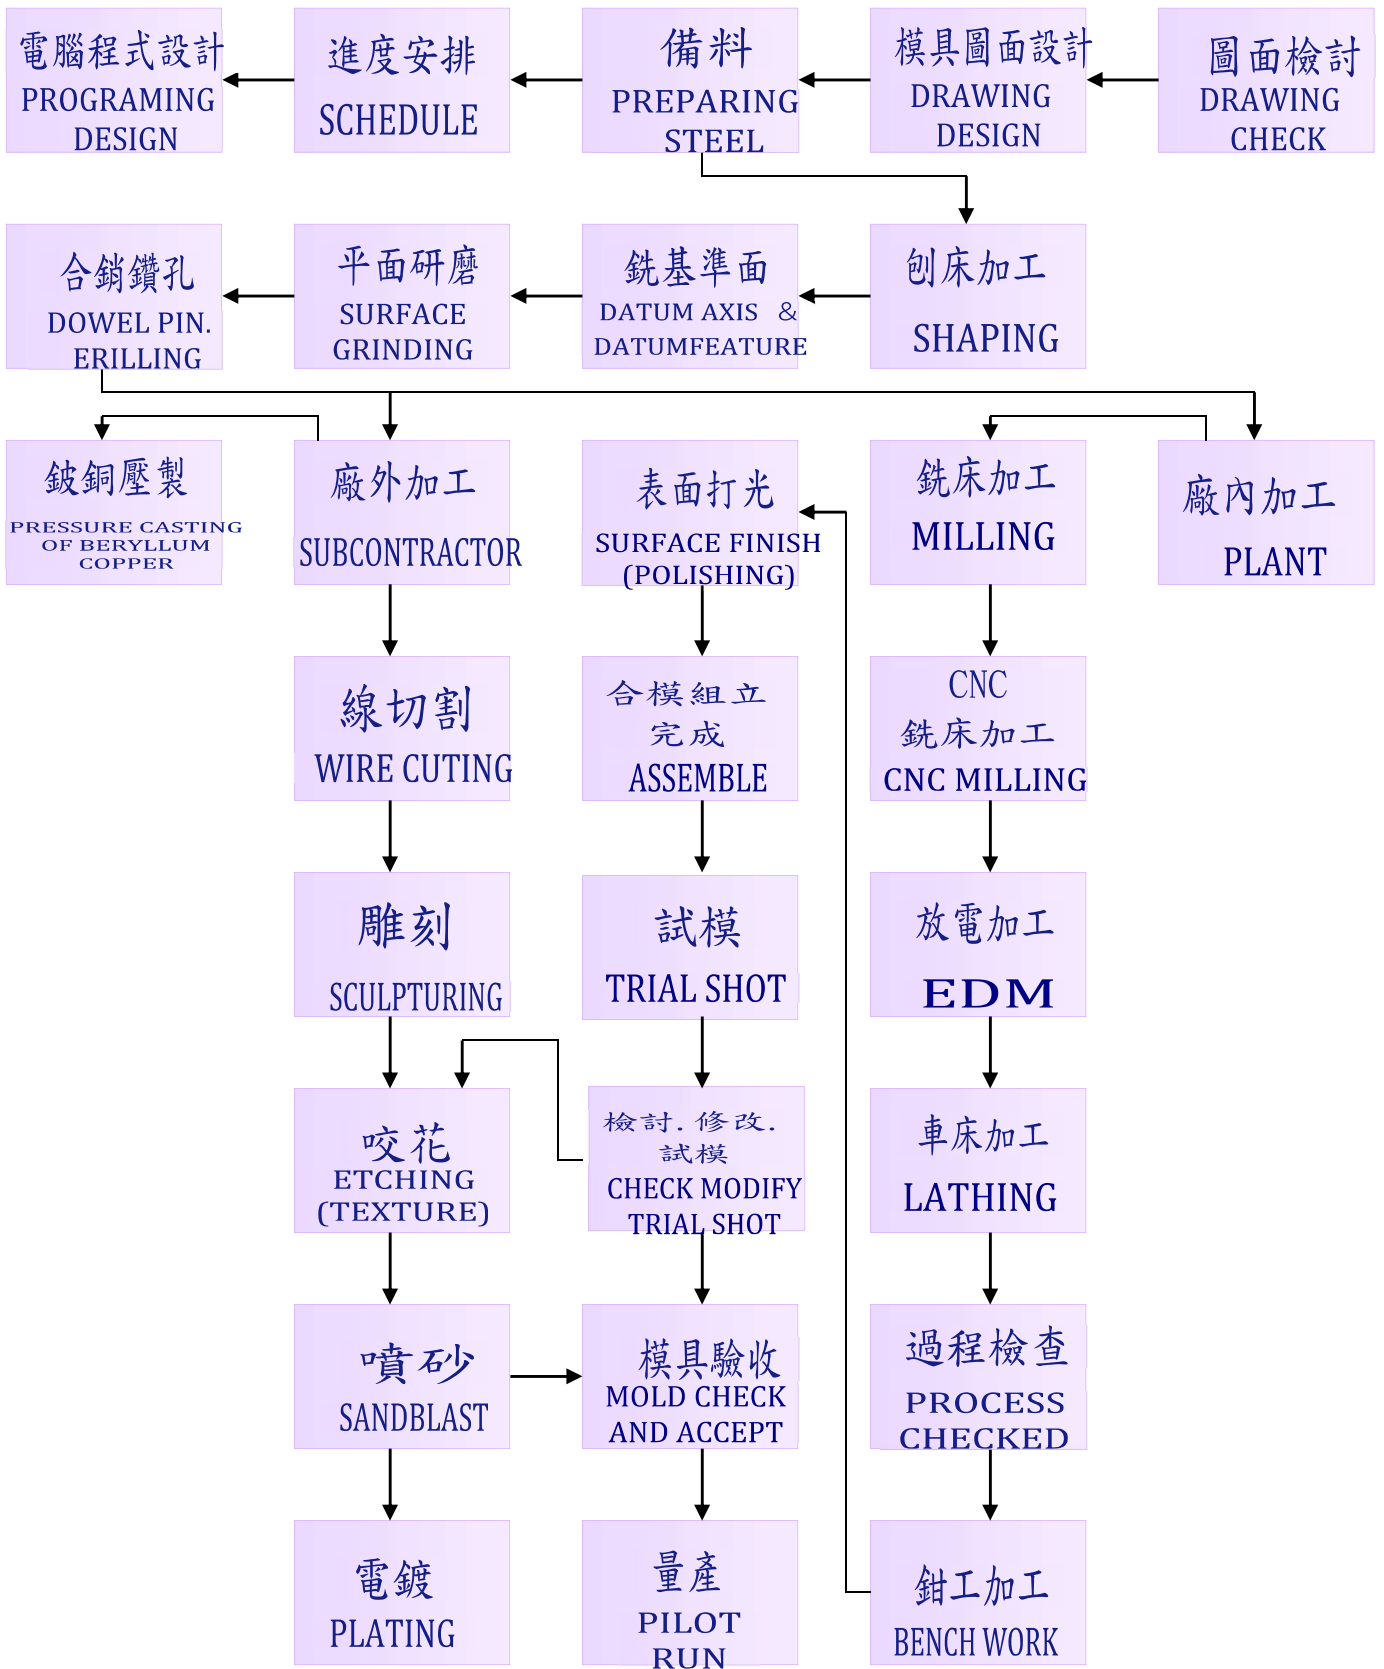 電腦程式設計
PROGRAMING
DESIGN
進度安排
SCHEDULE
備料
PREPARING
STEEL
模具圖面設計
DRAWING
DESIGN
圖面檢討
DRAWING
CHECK
合銷鑽孔
DOWEL PIN.
ERILLING
平面研磨
SURFACE
GRINDING
銑基準面
DATUM AXIS &
DATUMFEATURE
刨床加工
SHAPING
鈹銅壓製
PRESSURE CASTING
OF BERYLLUM
COPPER
廠外加工
SUBCONTRACTOR
表面打光
SURFACE FINISH
(POLISHING)
銑床加工
MILLING
廠內加工
PLANT
線切割
WIRE CUTING
合模組立
完成
ASSEMBLE
CNC
銑床加工
CNC MILLING
雕刻
SCULPTURING
試模
TRIAL SHOT
放電加工
EDM
咬花
ETCHING
(TEXTURE)
檢討.修改.
試模
CHECK MODIFY
TRIAL SHOT
車床加工
LATHING
噴砂
SANDBLAST
模具驗收
MOLD CHECK
AND ACCEPT
過程檢查
PROCESS
CHECKED
電鍍
PLATING
量產
PILOT
RUN
鉗工加工
BENCH WORK